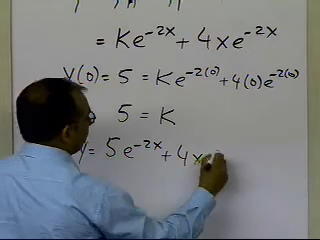 = Ke^{-2x} + 4xe^{-2x}
Y(0) = 5 = Ke^{-2(0)} + 4(0)e^{-2(0)}
5 = K
Y = 5e^{-2x} + 4x